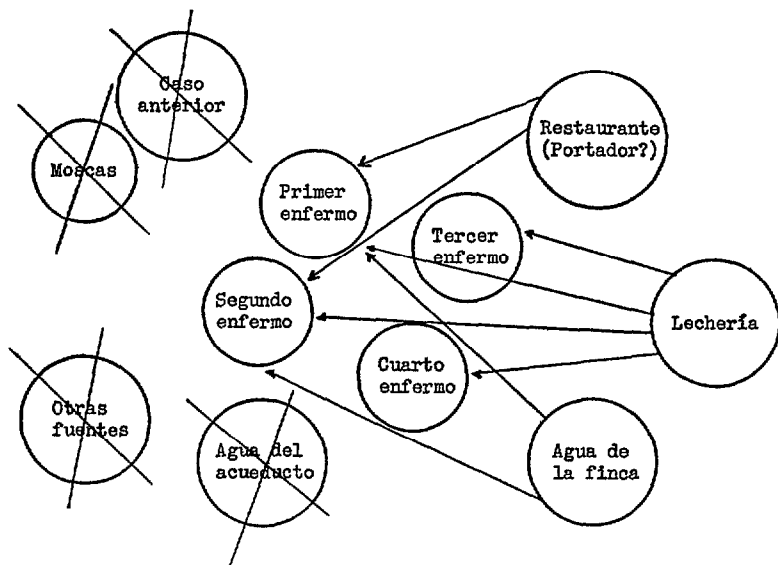 Caso
anterior
Moscas
Restaurante
(Portador?)
Primer
enfermo
Tercer
enfermo
Segundo
enfermo
Lechería
Cuarto
enfermo
Otras
fuentes
Agua del
acueducto
Agua de
la finca